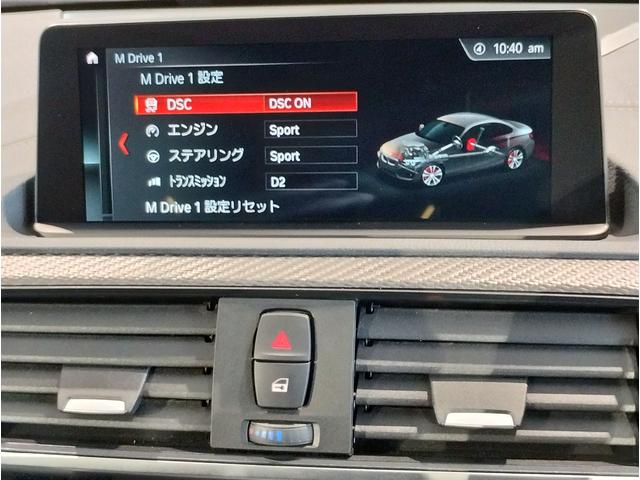 M Drive 1
④ 10:40 am
M Drive 1 設定
DSC DSC ON
エンジン Sport
ステアリング Sport
トランスミッション D2
M Drive 1 設定リセット